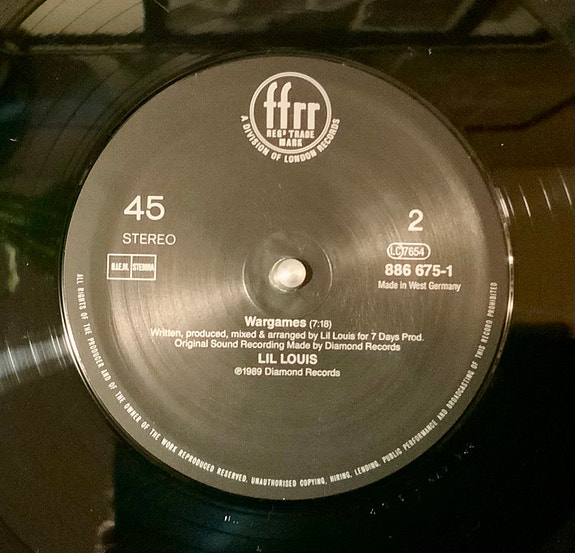 ffrr
REG^D TRADE
MARK
A DIVISION OF LONDON RECORDS
45
STEREO
B.I.E.M. STEMRA
2
LC 7654
886 675-1
Made in West Germany
Wargames (7:18)
Written, produced, mixed & arranged by Lil Louis for 7 Days Prod.
Original Sound Recording Made by Diamond Records
LIL LOUIS
℗1989 Diamond Records
ALL RIGHTS OF THE PRODUCER AND OF THE OWNER OF THE WORK REPRODUCED RESERVED. UNAUTHORISED COPYING, HIRING, LENDING, PUBLIC PERFORMANCE AND BROADCASTING OF THIS RECORD PROHIBITED